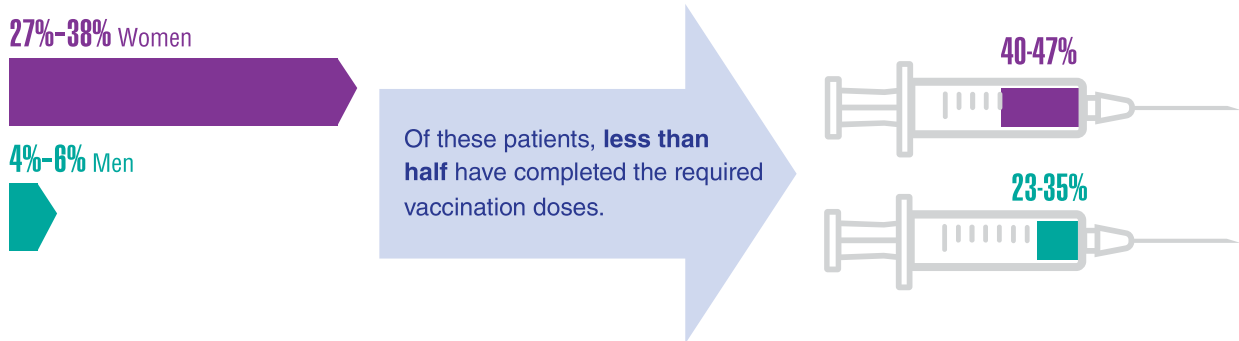 27%–38% Women
4%–6% Men
Of these patients, less than
half have completed the required
vaccination doses.
40-47%
23-35%